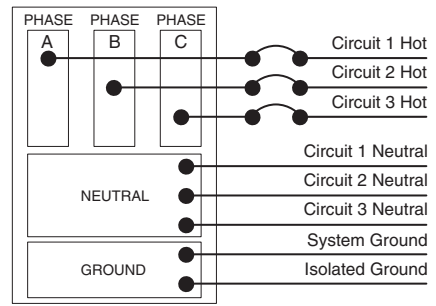 PHASE PHASE PHASE
A B C
Circuit 1 Hot
Circuit 2 Hot
Circuit 3 Hot
Circuit 1 Neutral
NEUTRAL
Circuit 2 Neutral
Circuit 3 Neutral
System Ground
GROUND
Isolated Ground